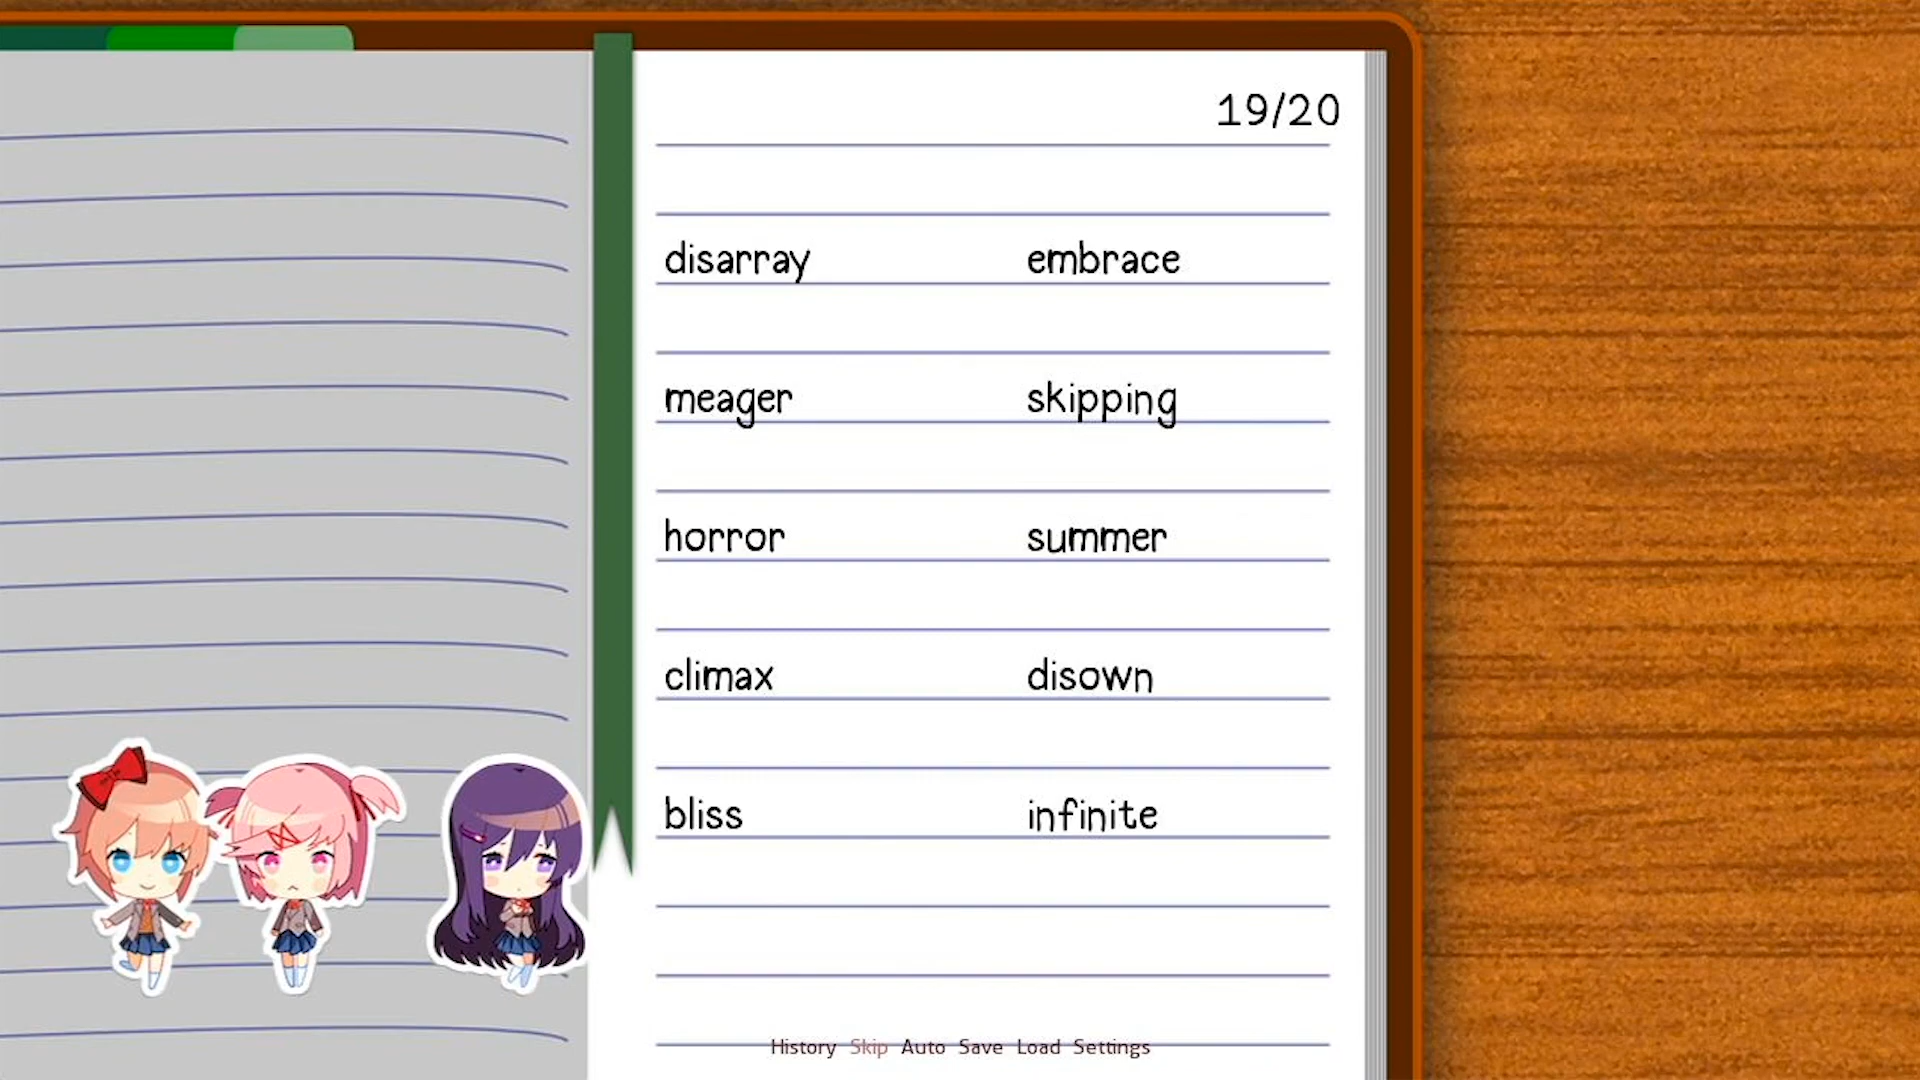 19/20
disarray embrace
meager skipping
horror summer
climax disown
bliss infinite
History Skip Auto Save Load Settings